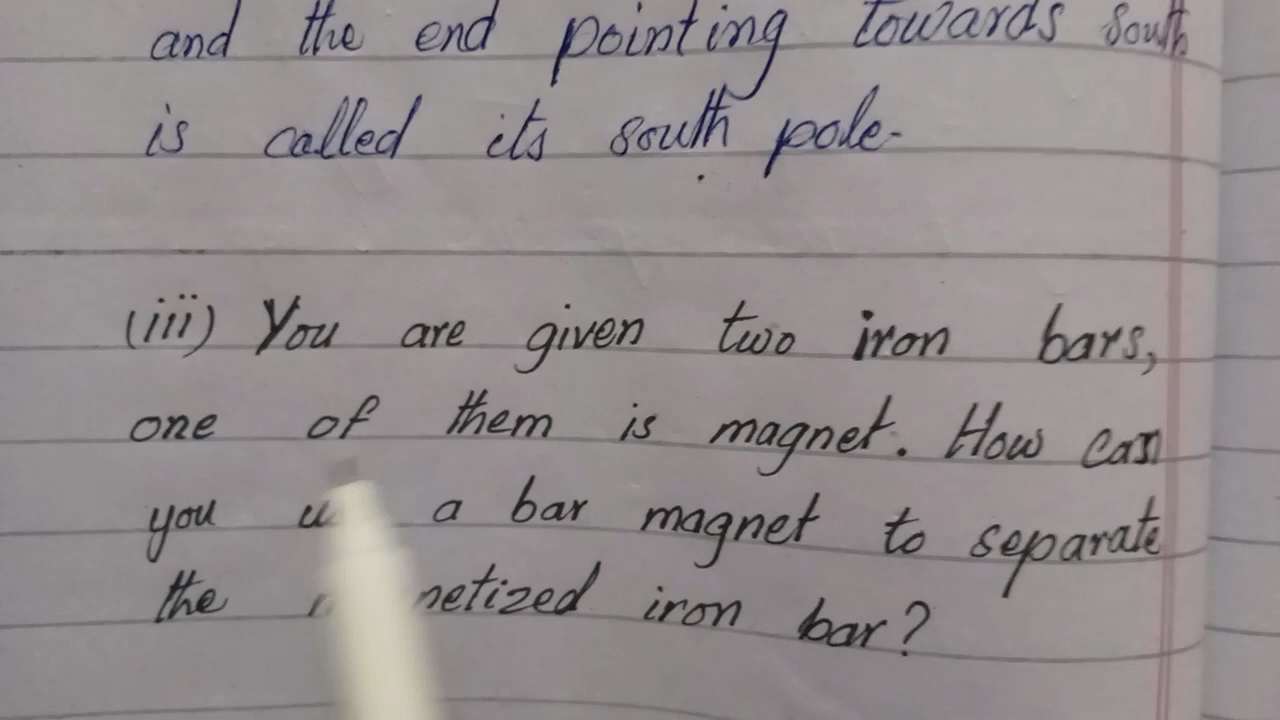 and the end pointing towards south
is called its south pole.
(iii) You are given two iron bars,
one of them is magnet. How can
you a bar magnet to separate
the iron bar?